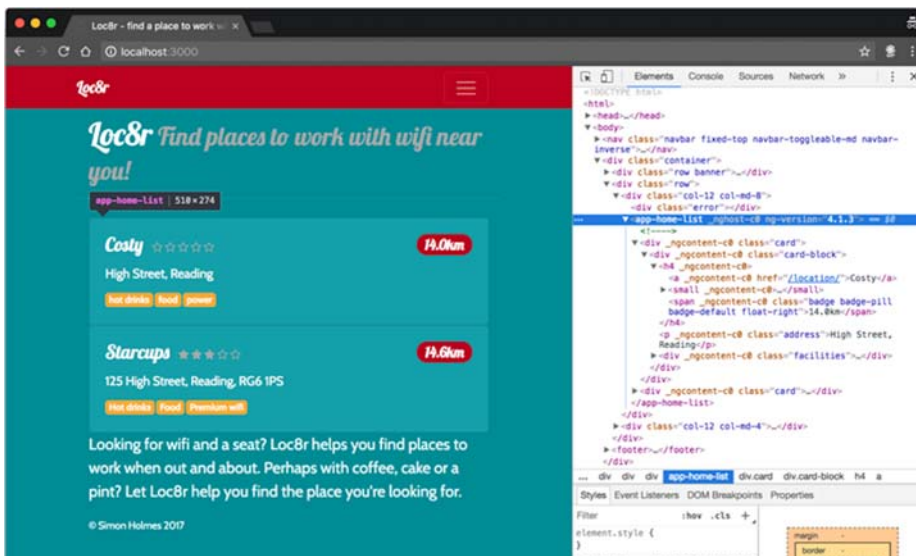 Loc8r - find a place to work w
localhost:3000
Loc8r
Loc8r Find places to work with wifi near
you!
app-home-list | 510×274
Costy
14.0km
High Street, Reading
hot drinks food power
Starcups
14.6km
125 High Street, Reading, RG6 1PS
Hot drinks Food Premium wifi
Looking for wifi and a seat? Loc8r helps you find places to
work when out and about. Perhaps with coffee, cake or a
pint? Let Loc8r help you find the place you're looking for.
© Simon Holmes 2017
Elements Console Sources Network »
<!DOCTYPE html>
<html>
▶<head>…</head>
▼<body>
▶<nav class="navbar fixed-top navbar-toggleable-md navbar-
inverse">…</nav>
▼<div class="container">
▶<div class="row banner">…</div>
▼<div class="row">
▼<div class="col-12 col-md-8">
<div class="error"></div>
▼<app-home-list _nghost-c0 ng-version="4.1.3"> == $0
<!---->
▼<div _ngcontent-c0 class="card">
▼<div _ngcontent-c0 class="card-block">
▼<h4 _ngcontent-c0>
<a _ngcontent-c0 href="/location/">Costy</a>
▶<small _ngcontent-c0>…</small>
<span _ngcontent-c0 class="badge badge-pill
badge-default float-right">14.0km</span>
</h4>
<p _ngcontent-c0 class="address">High Street,
Reading</p>
▶<div _ngcontent-c0 class="facilities">…</div>
</div>
</div>
▶<div _ngcontent-c0 class="card">…</div>
</app-home-list>
</div>
▶<div class="col-12 col-md-4">…</div>
</div>
▶<footer>…</footer>
</div>
... div div div app-home-list div.card div.card-block h4 a
Styles Event Listeners DOM Breakpoints Properties
Filter :hov .cls +
element.style {
}
margin -
border -